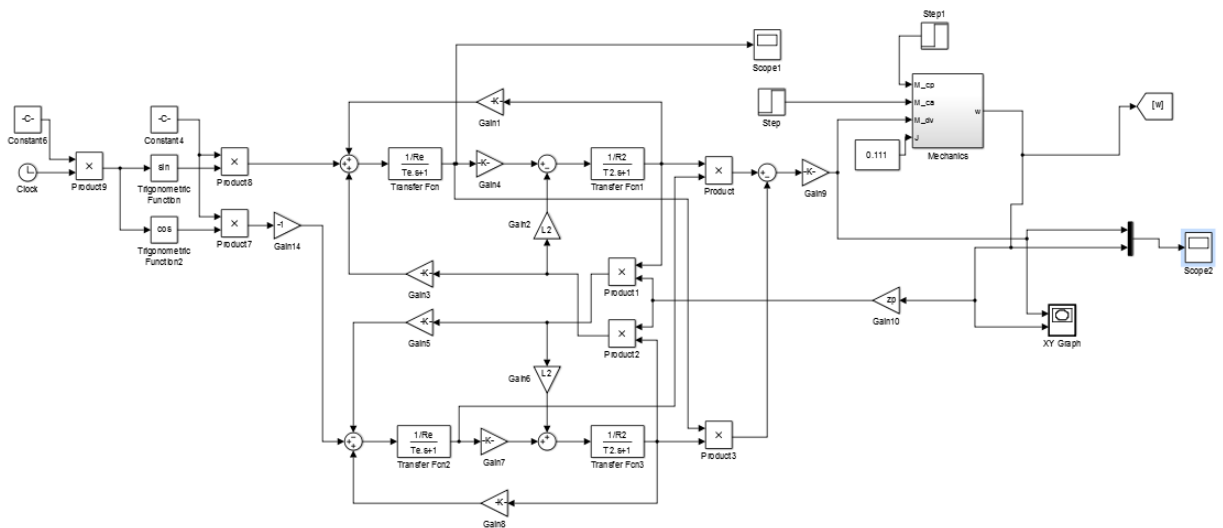 Step1
Scope1
M_cp
M_ca
M_dv
J
w
Mechanics
Step
0.111
[w]
-K-
Gain1
-C-
Constant6
-C-
Constant4
×
Product9
Clock
sin
Trigonometric
Function
×
Product8
1/Re
Te.s+1
Transfer Fcn
-K-
Gain4
1/R2
T2.s+1
Transfer Fcn1
×
Product
-K-
Gain9
cos
Trigonometric
Function2
×
Product7
-1
Gain14
Gain2
L2
-K-
Gain3
×
Product1
zp
Gain10
Scope2
XY Graph
-K-
Gain5
×
Product2
Gain6
L2
1/Re
Te.s+1
Transfer Fcn2
-K-
Gain7
1/R2
T2.s+1
Transfer Fcn3
×
Product3
-K-
Gain8